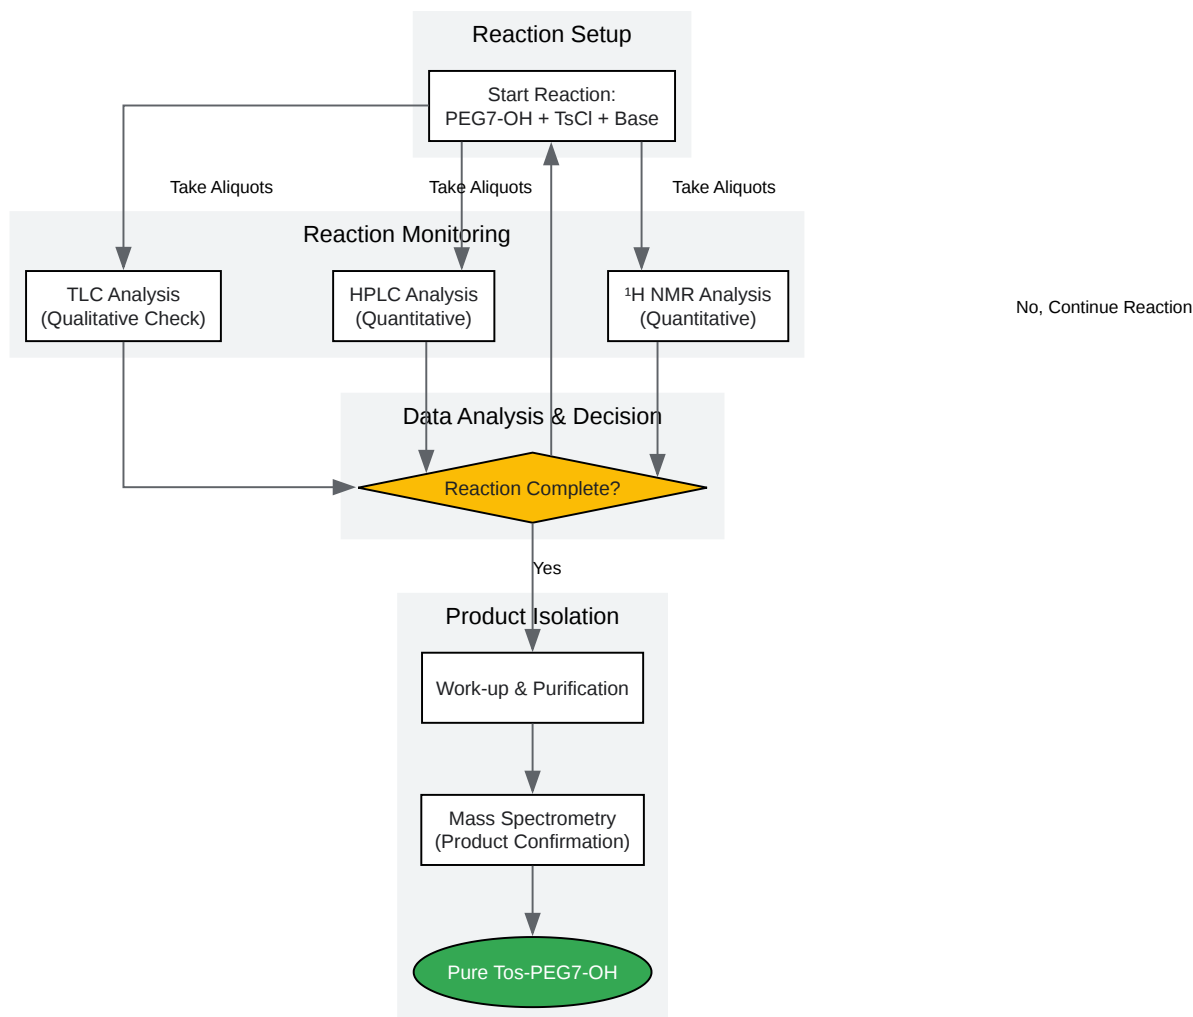 Reaction Setup
Start Reaction:
PEG7-OH + TsCl + Base
Take Aliquots
Take Aliquots
Take Aliquots
Reaction Monitoring
TLC Analysis
(Qualitative Check)
HPLC Analysis
(Quantitative)
¹H NMR Analysis
(Quantitative)
No, Continue Reaction
Data Analysis & Decision
Reaction Complete?
Yes
Product Isolation
Work-up & Purification
Mass Spectrometry
(Product Confirmation)
Pure Tos-PEG7-OH